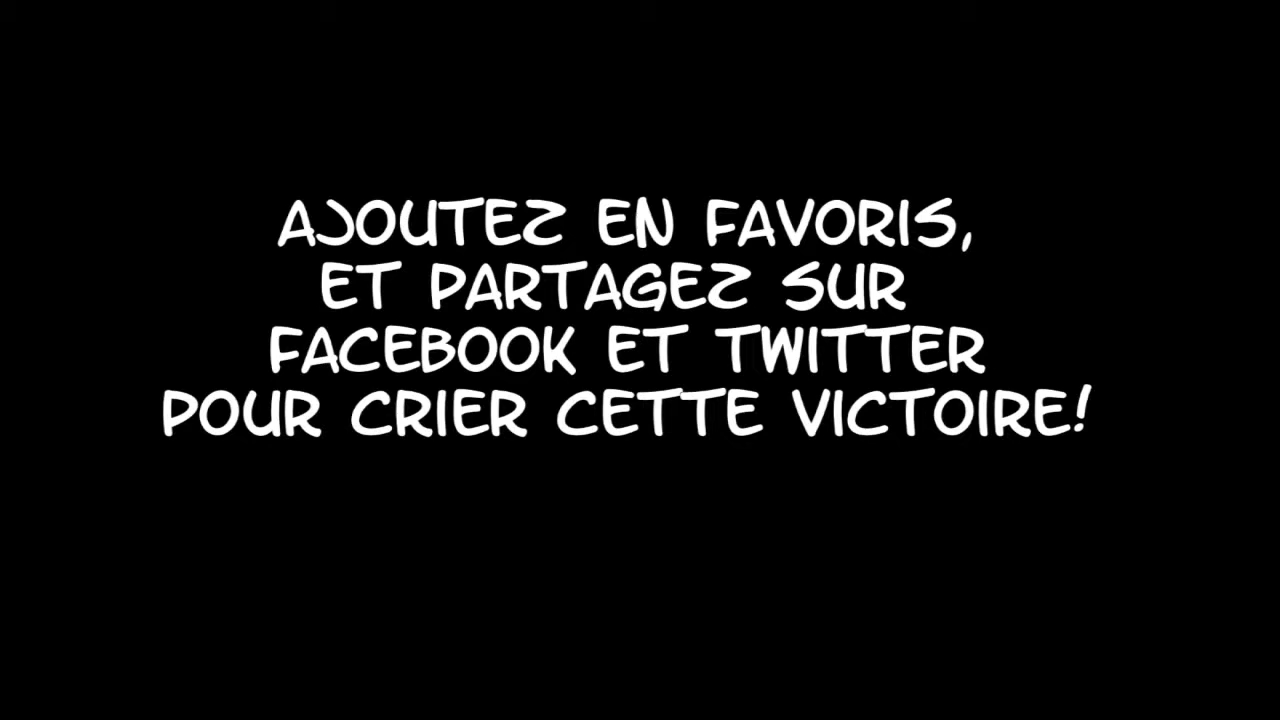 AJOUTEZ EN FAVORIS,
ET PARTAGEZ SUR
FACEBOOK ET TWITTER
POUR CRIER CETTE VICTOIRE!